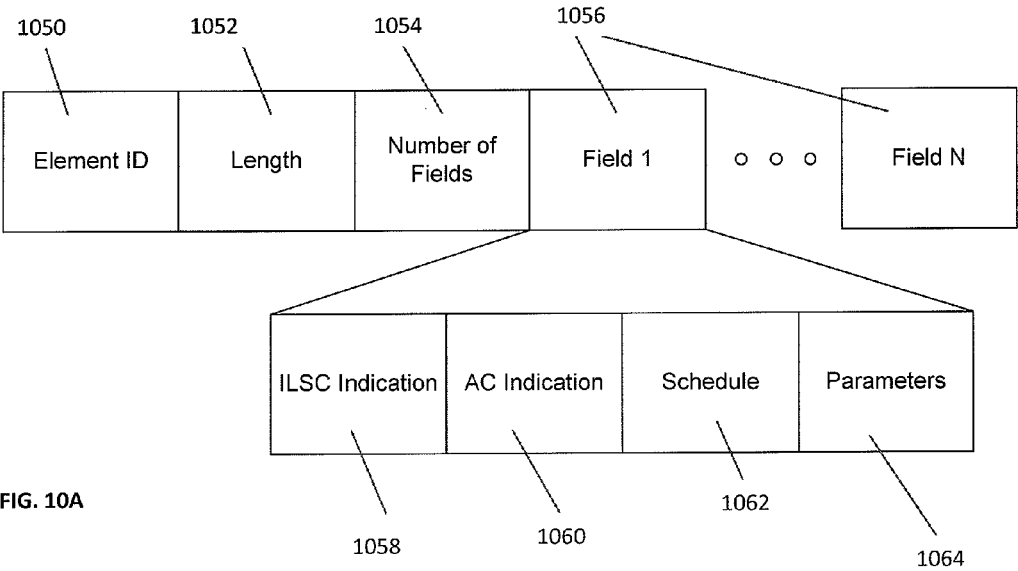 1050
1052
1054
1056
Element ID
Length
Number of
Fields
Field 1
Field N
ILSC Indication
AC Indication
Schedule
Parameters
FIG. 10A
1058
1060
1062
1064